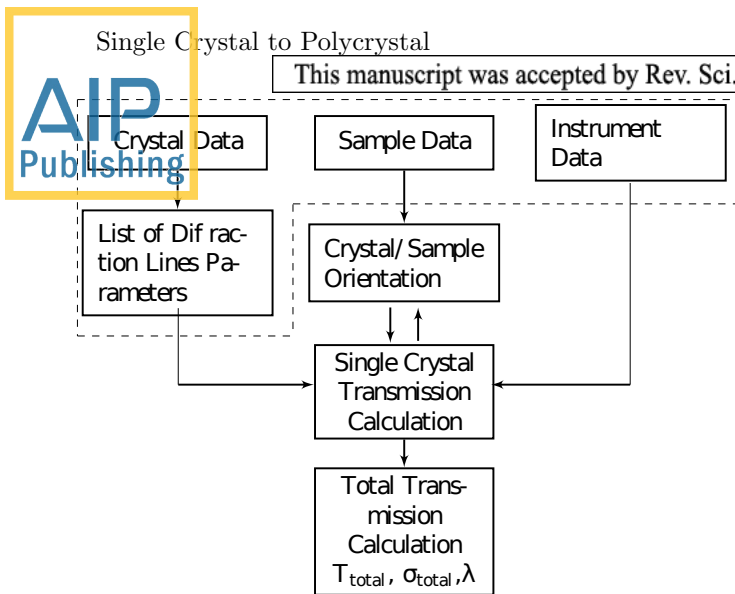 Single Crystal to Polycrystal
This manuscript was accepted by Rev. Sci.
AIP
Publishing
Crystal Data
Sample Data
Instrument
Data
List of Dif rac-
tion Lines Pa-
rameters
Crystal/Sample
Orientation
Single Crystal
Transmission
Calculation
Total Trans-
mission
Calculation
Ttotal, σtotal,λ